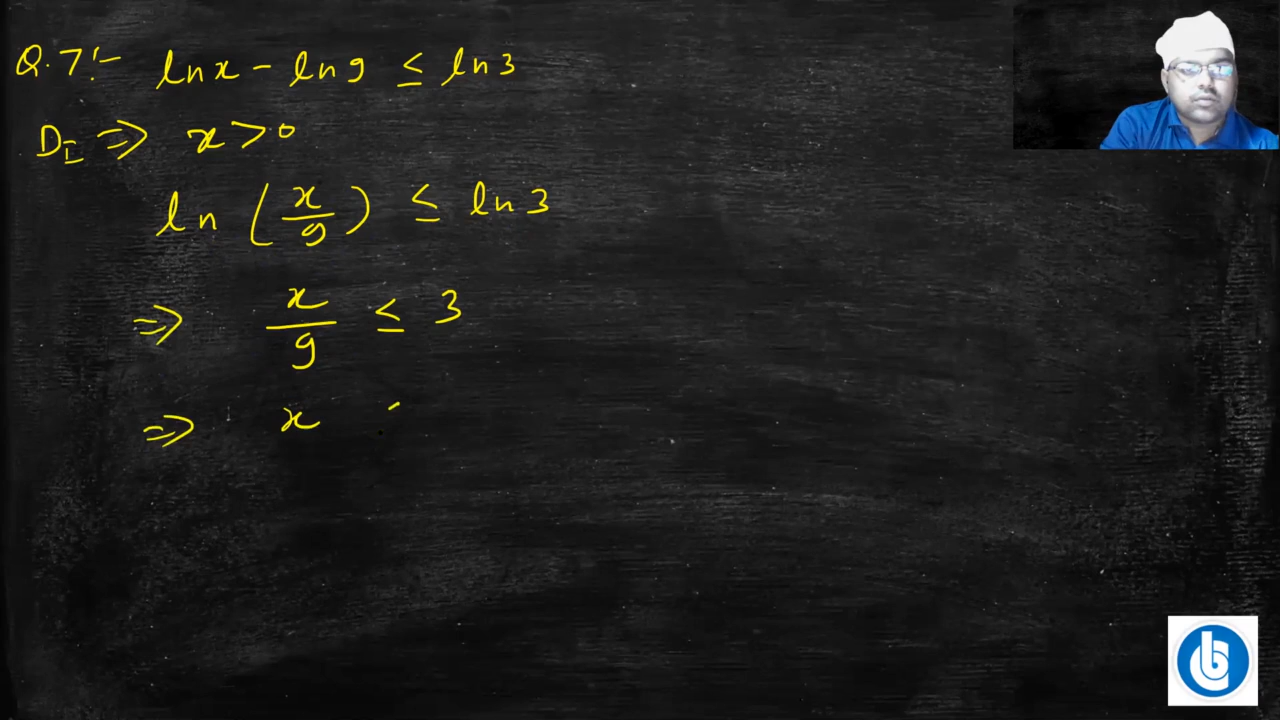 Q.7:- ln x - ln 9 ≤ ln 3
D_I ⇒ x > 0
ln (x/9) ≤ ln 3
⇒ x/9 ≤ 3
⇒ x
b